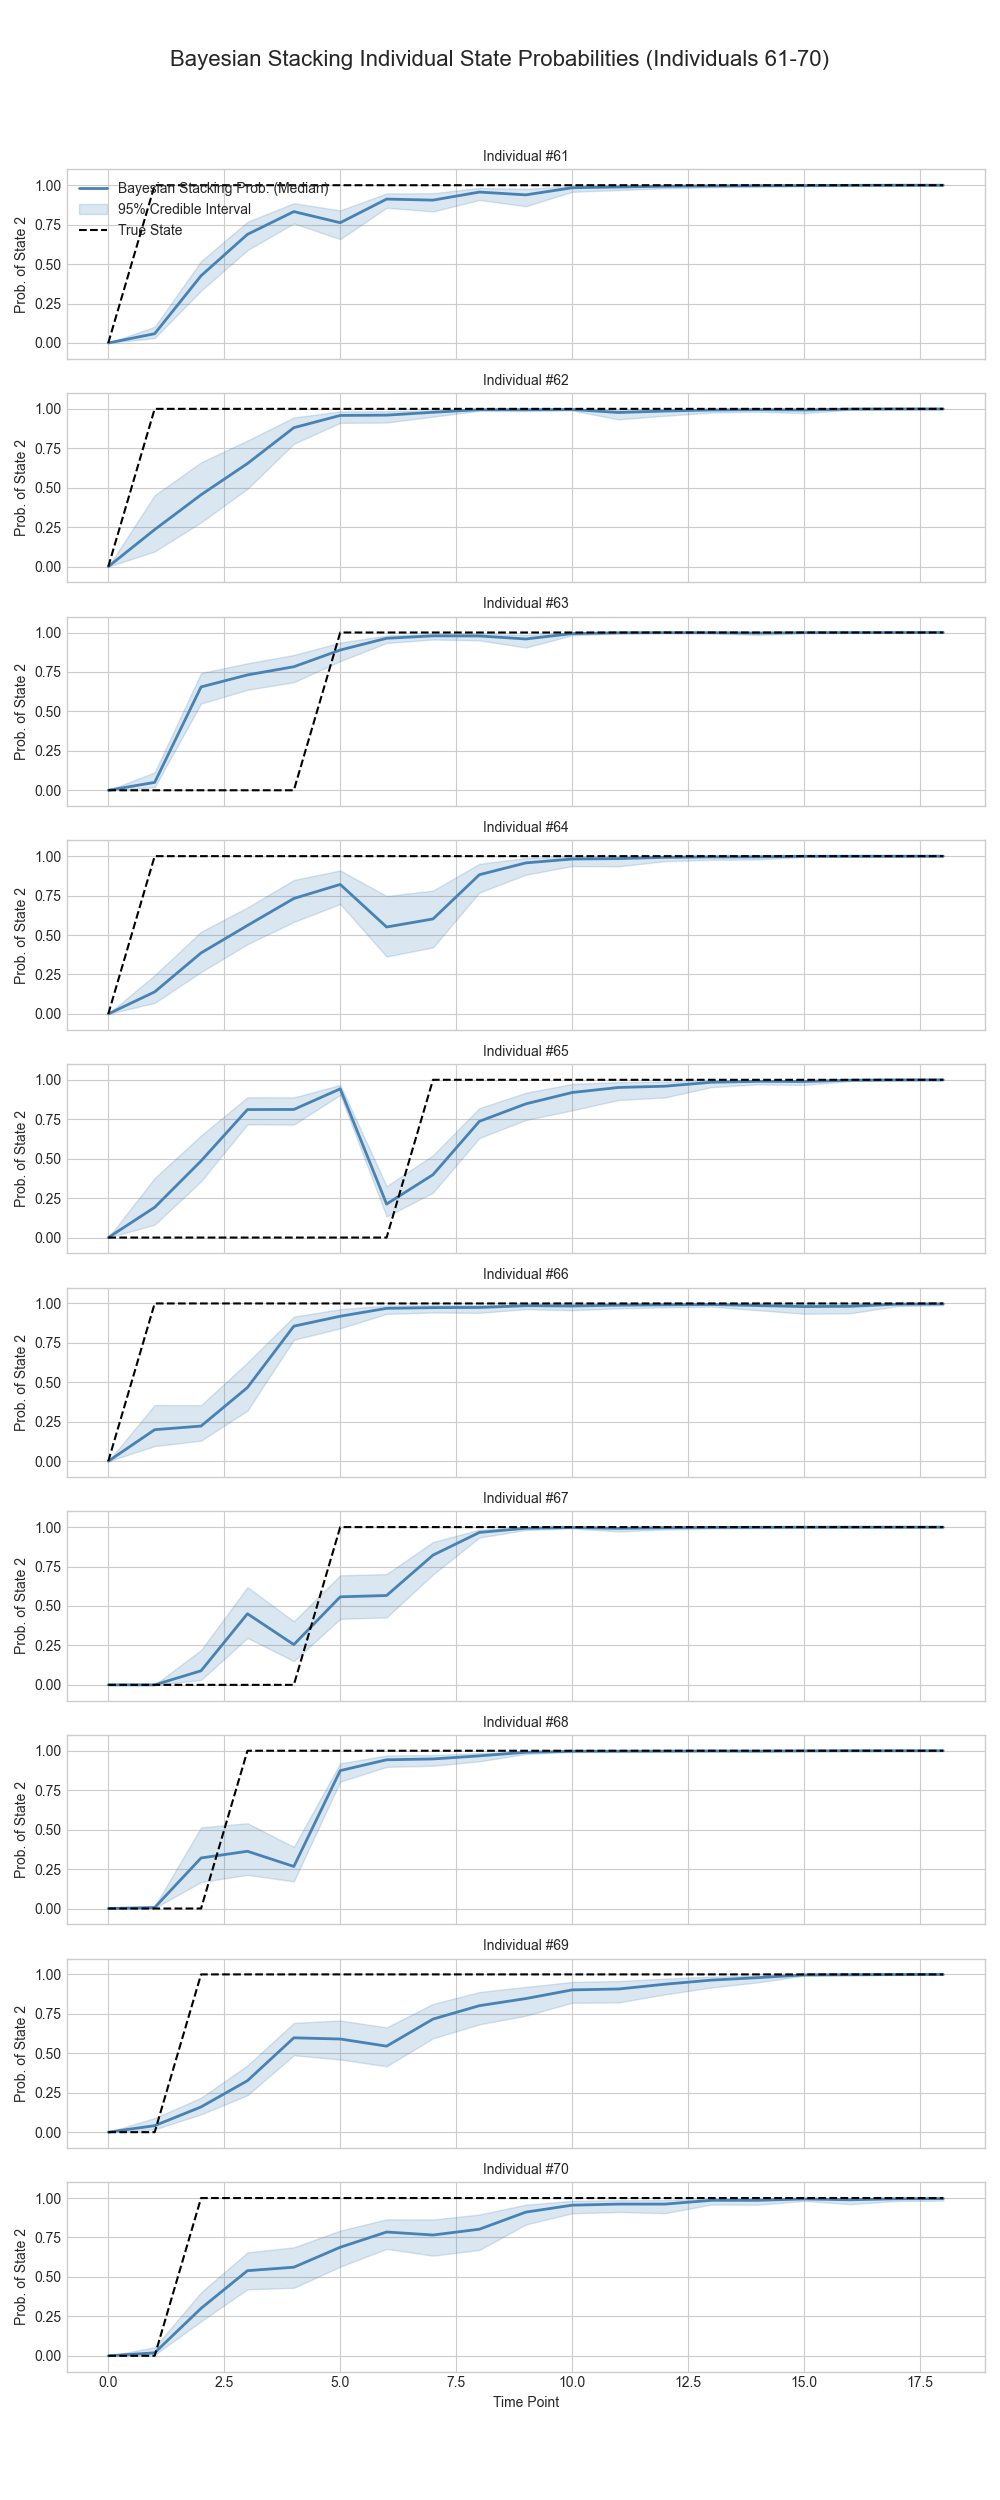 Bayesian Stacking Individual State Probabilities (Individuals 61-70)
Individual #61
1.00
0.75
0.50
0.25
0.00
Prob. of State 2
Bayesian Stacking Prob. (Median)
95% Credible Interval
True State
Individual #62
1.00
0.75
0.50
0.25
0.00
Prob. of State 2
Individual #63
1.00
0.75
0.50
0.25
0.00
Prob. of State 2
Individual #64
1.00
0.75
0.50
0.25
0.00
Prob. of State 2
Individual #65
1.00
0.75
0.50
0.25
0.00
Prob. of State 2
Individual #66
1.00
0.75
0.50
0.25
0.00
Prob. of State 2
Individual #67
1.00
0.75
0.50
0.25
0.00
Prob. of State 2
Individual #68
1.00
0.75
0.50
0.25
0.00
Prob. of State 2
Individual #69
1.00
0.75
0.50
0.25
0.00
Prob. of State 2
Individual #70
1.00
0.75
0.50
0.25
0.00
Prob. of State 2
0.0 2.5 5.0 7.5 10.0 12.5 15.0 17.5
Time Point